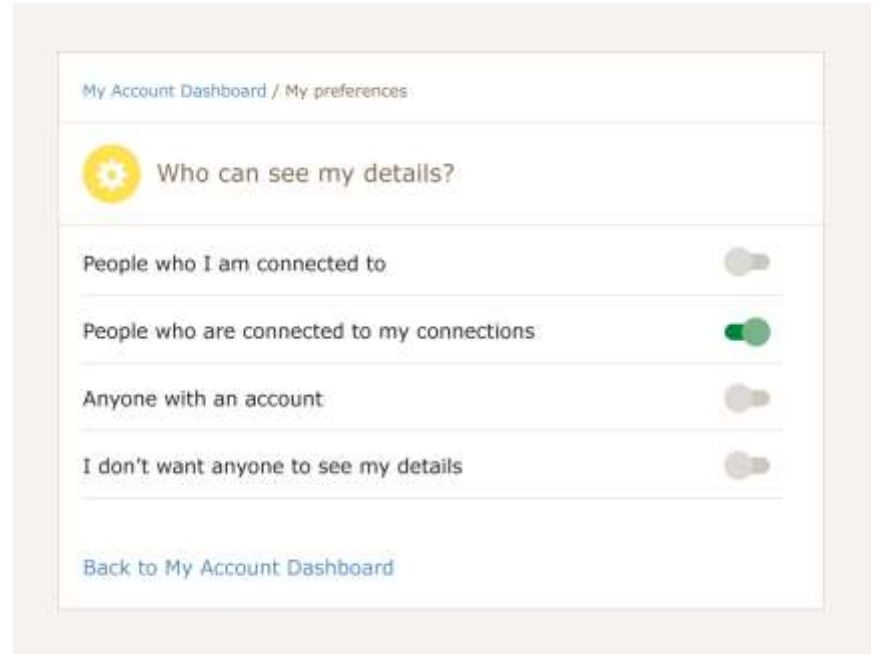 My Account Dashboard / My preferences
Who can see my details?
People who I am connected to
People who are connected to my connections
Anyone with an account
I don't want anyone to see my details
Back to My Account Dashboard